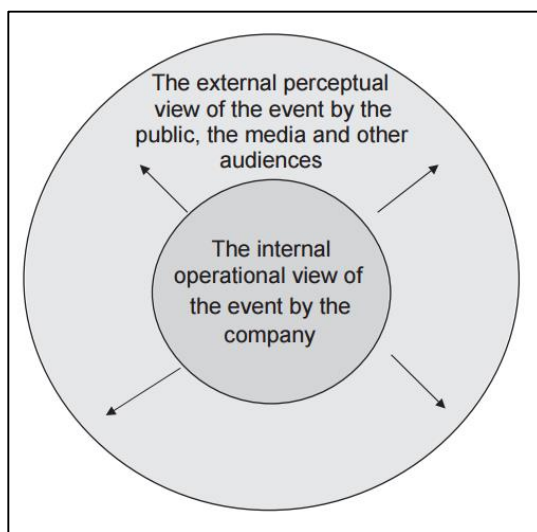 The external perceptual
view of the event by the
public, the media and other
audiences
The internal
operational view of
the event by the
company